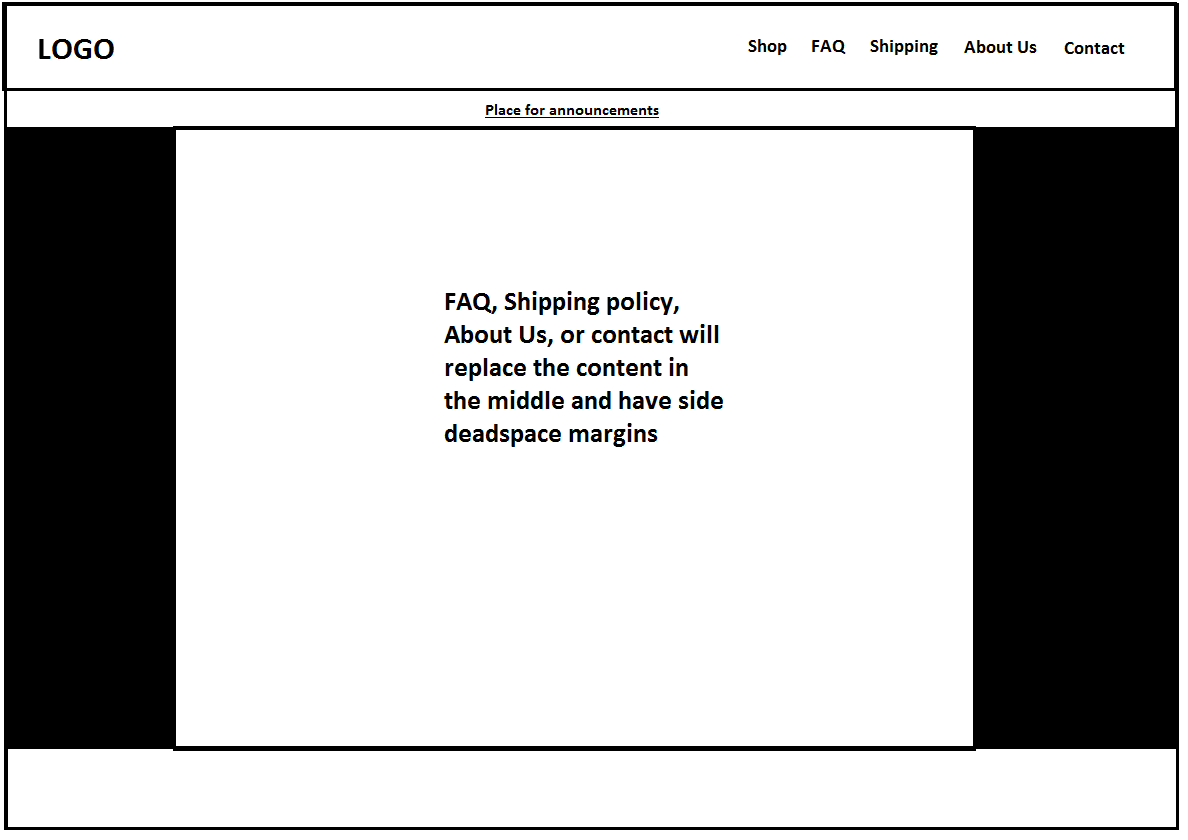 LOGO
Shop FAQ Shipping About Us Contact
Place for announcements
FAQ, Shipping policy,
About Us, or contact will
replace the content in
the middle and have side
deadspace margins